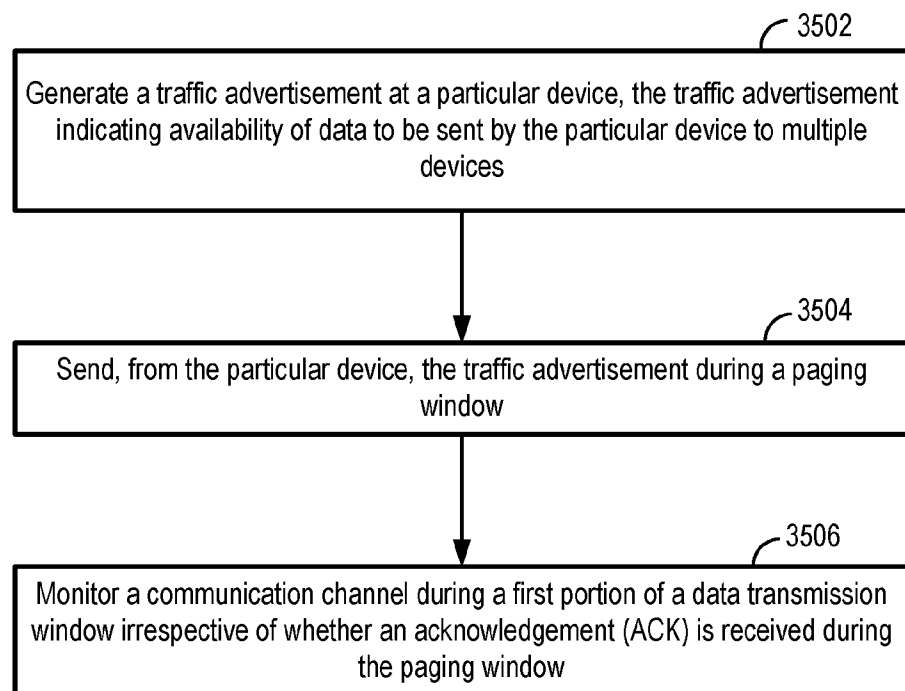 3502
Generate a traffic advertisement at a particular device, the traffic advertisement
indicating availability of data to be sent by the particular device to multiple
devices
3504
Send, from the particular device, the traffic advertisement during a paging
window
3506
Monitor a communication channel during a first portion of a data transmission
window irrespective of whether an acknowledgement (ACK) is received during
the paging window